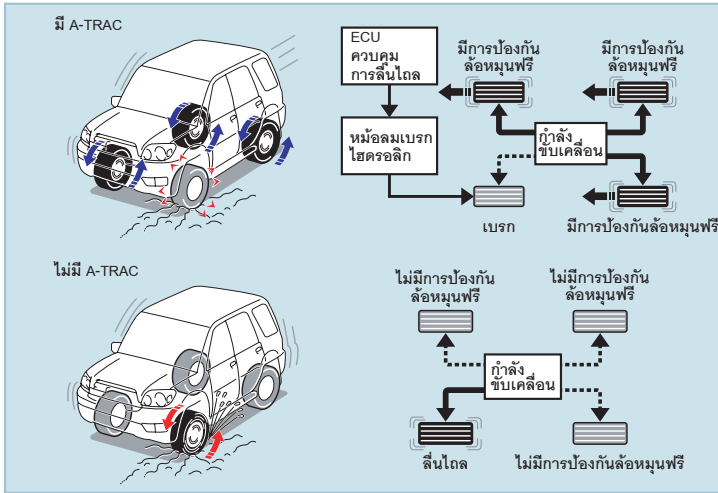 มี A-TRAC
ECU
ควบคุม
การลื่นไถล
มีการป้องกัน
ล้อหมุนฟรี
มีการป้องกัน
ล้อหมุนฟรี
หม้อลมเบรก
ไฮดรอลิก
กำลัง
ขับเคลื่อน
เบรก
มีการป้องกันล้อหมุนฟรี
ไม่มี A-TRAC
ไม่มีการป้องกัน
ล้อหมุนฟรี
ไม่มีการป้องกัน
ล้อหมุนฟรี
กำลัง
ขับเคลื่อน
ลื่นไถล
ไม่มีการป้องกันล้อหมุนฟรี